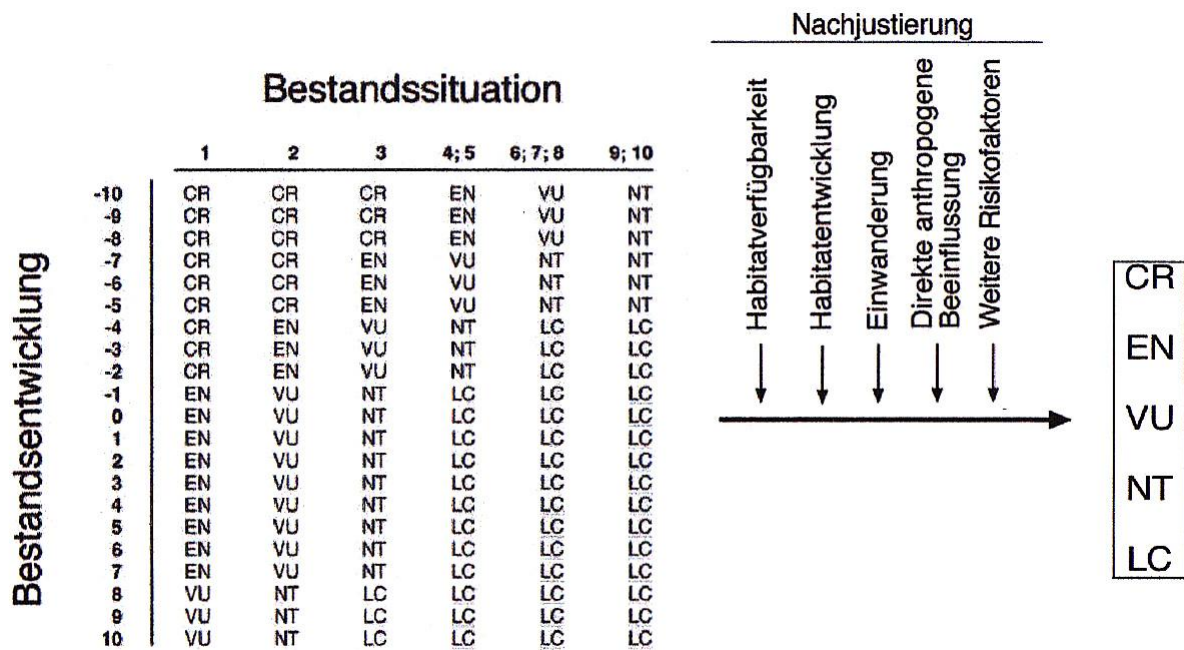 Nachjustierung
Bestandssituation
1 2 3 4; 5 6; 7; 8 9; 10
-10 CR CR CR EN VU NT
-9 CR CR CR EN VU NT
-8 CR CR CR EN VU NT
-7 CR CR EN VU NT NT
-6 CR CR EN VU NT NT
-5 CR CR EN VU NT NT
-4 CR EN VU NT LC LC
-3 CR EN VU NT LC LC
-2 CR EN VU NT LC LC
-1 EN VU NT LC LC LC
0 EN VU NT LC LC LC
1 EN VU NT LC LC LC
2 EN VU NT LC LC LC
3 EN VU NT LC LC LC
4 EN VU NT LC LC LC
5 EN VU NT LC LC LC
6 EN VU NT LC LC LC
7 EN VU NT LC LC LC
8 VU NT LC LC LC LC
9 VU NT LC LC LC LC
10 VU NT LC LC LC LC
Bestandsentwicklung
Habitatverfügbarkeit
Habitatentwicklung
Einwanderung
Direkte anthropogene
Beeinflussung
Weitere Risikofaktoren
CR
EN
VU
NT
LC